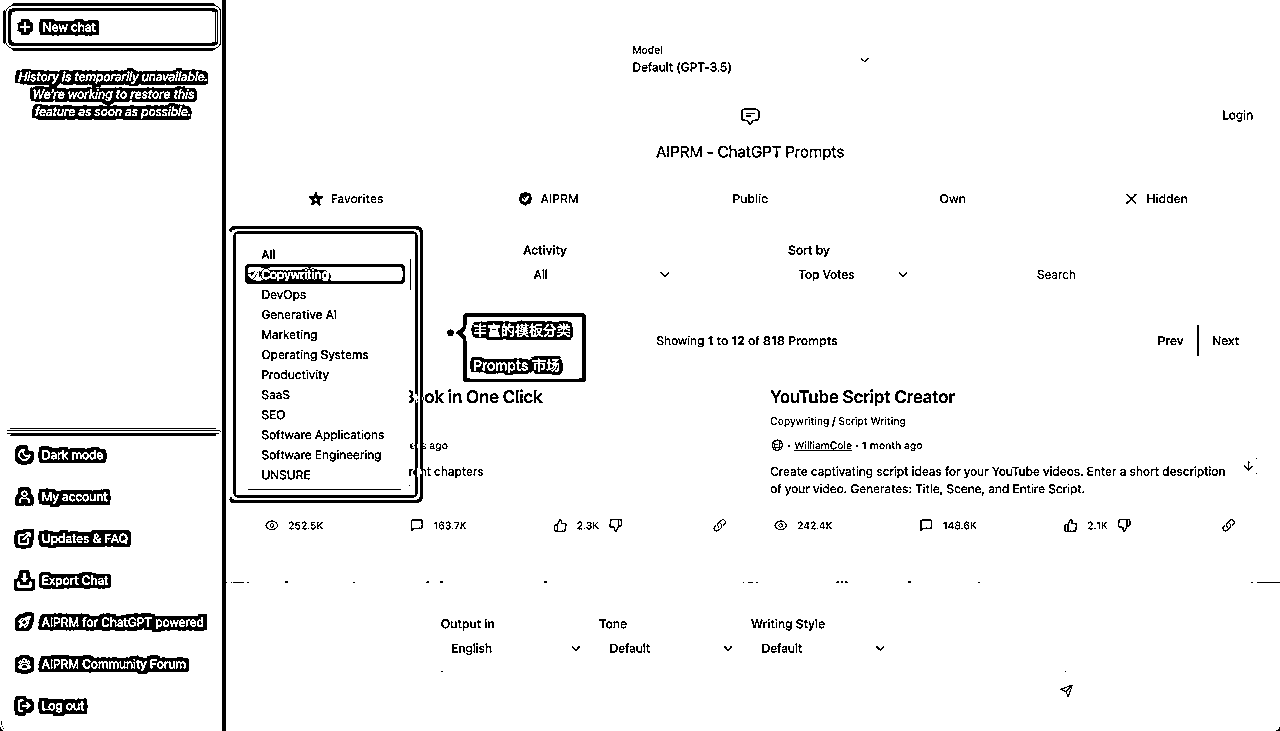 New chat
History is temporarily unavailable.
We're working to restore this
feature as soon as possible.
Dark mode
My account
Updates & FAQ
Export Chat
AIPRM for ChatGPT powered
AIPRM Community Forum
Log out
Model
Default (GPT-3.5)
Login
AIPRM - ChatGPT Prompts
Favorites
AIPRM
Public
Own
Hidden
All
Copywriting
DevOps
Generative AI
Marketing
Operating Systems
Productivity
SaaS
SEO
Software Applications
Software Engineering
UNSURE
Activity
All
Sort by
Top Votes
Search
丰富的模板分类
Prompts 市场
Showing 1 to 12 of 818 Prompts
Prev
Next
in One Click
ago
chapters
252.5K
163.7K
2.3K
YouTube Script Creator
Copywriting / Script Writing
· WilliamCole · 1 month ago
Create captivating script ideas for your YouTube videos. Enter a short description
of your video. Generates: Title, Scene, and Entire Script.
242.4K
148.6K
2.1K
Output in
English
Tone
Default
Writing Style
Default